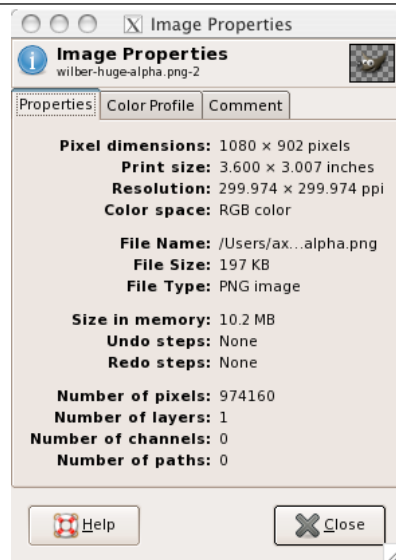 X Image Properties
Image Properties
wilber-huge-alpha.png-2
Properties Color Profile Comment
Pixel dimensions: 1080 × 902 pixels
Print size: 3.600 × 3.007 inches
Resolution: 299.974 × 299.974 ppi
Color space: RGB color
File Name: /Users/ax...alpha.png
File Size: 197 KB
File Type: PNG image
Size in memory: 10.2 MB
Undo steps: None
Redo steps: None
Number of pixels: 974160
Number of layers: 1
Number of channels: 0
Number of paths: 0
Help Close